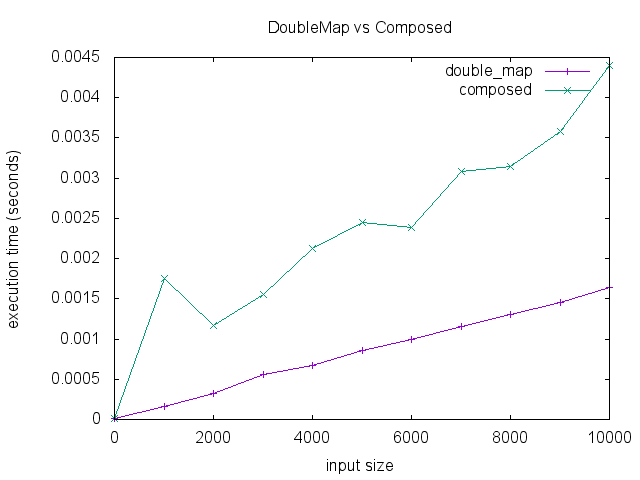 DoubleMap vs Composed
0.0045
0.004
0.0035
0.003
0.0025
0.002
0.0015
0.001
0.0005
0
execution time (seconds)
double_map
composed
0 2000 4000 6000 8000 10000
input size